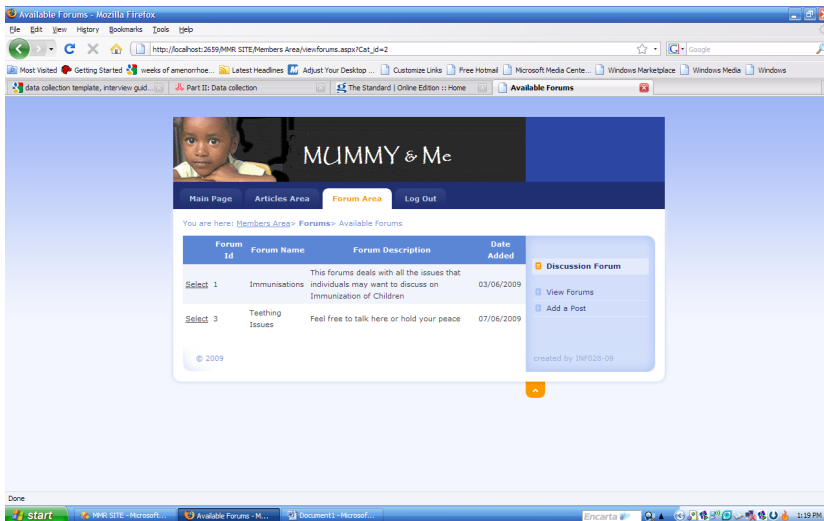 Available Forums - Mozilla Firefox
File Edit View History Bookmarks Tools Help
http://localhost:2659/MMR SITE/Members Area/viewforums.aspx?Cat_id=2
Google
Most Visited Getting Started weeks of amenorrhoe... Latest Headlines Adjust Your Desktop ... Customize Links Free Hotmail Microsoft Media Cente... Windows Marketplace Windows Media Windows
data collection template, interview guid... Part II: Data collection The Standard | Online Edition :: Home Available Forums
MUMMY & Me
Main Page Articles Area Forum Area Log Out
You are here: Members Area> Forums> Available Forums
Forum Id Forum Name Forum Description Date Added
Select 1 Immunisations This forums deals with all the issues that individuals may want to discuss on Immunization of Children 03/06/2009
Select 3 Teething Issues Feel free to talk here or hold your peace 07/06/2009
Discussion Forum
View Forums
Add a Post
© 2009
created by INF028-09
Done
start MMR SITE - Microsoft... Available Forums - M... Document1 - Microsof... Encarta 1:19 PM